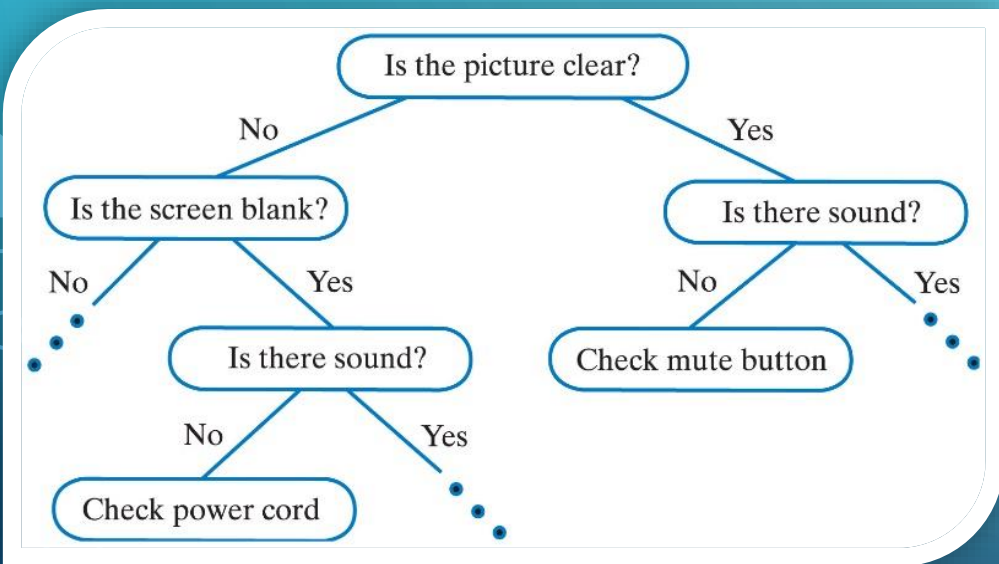 Is the picture clear?
No
Yes
Is the screen blank?
Is there sound?
No
Yes
No
Yes
Is there sound?
Check mute button
No
Yes
Check power cord